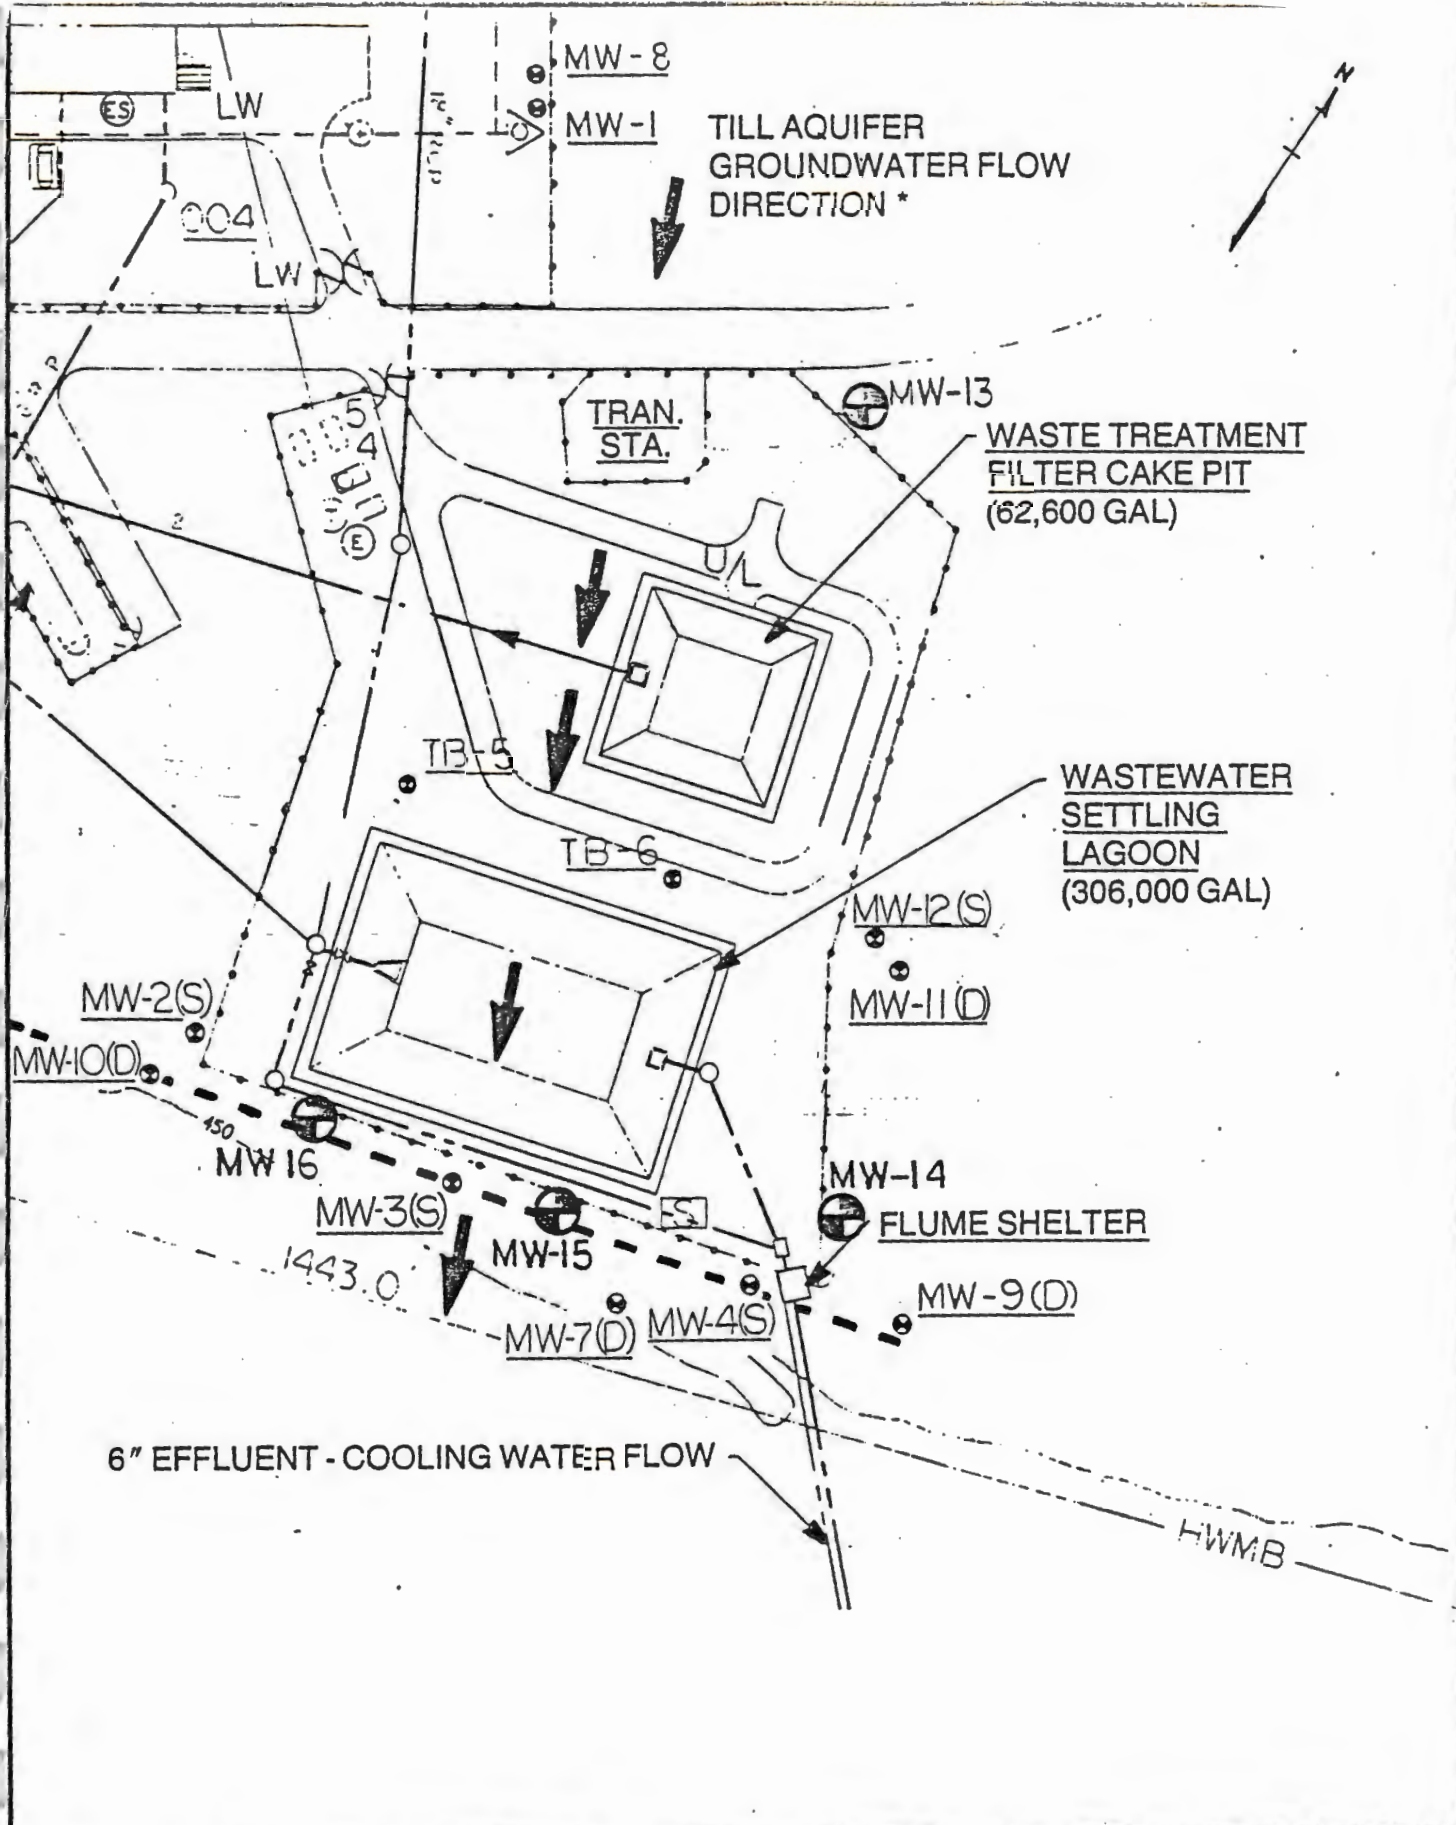 MW-8
MW-1
TILL AQUIFER
GROUNDWATER FLOW
DIRECTION *
N
ES
LW
004
LW
TRAN.
STA.
MW-13
WASTE TREATMENT
FILTER CAKE PIT
(62,600 GAL)
5
4
2
E
U/L
TB-5
WASTEWATER
SETTLING
LAGOON
(306,000 GAL)
TB-6
MW-12(S)
MW-11(D)
MW-2(S)
MW-10(D)
450
MW 16
MW-3(S)
MW-15
S
MW-14
FLUME SHELTER
1443.0
MW-7(D)
MW-4(S)
MW-9(D)
6" EFFLUENT - COOLING WATER FLOW
HWMB